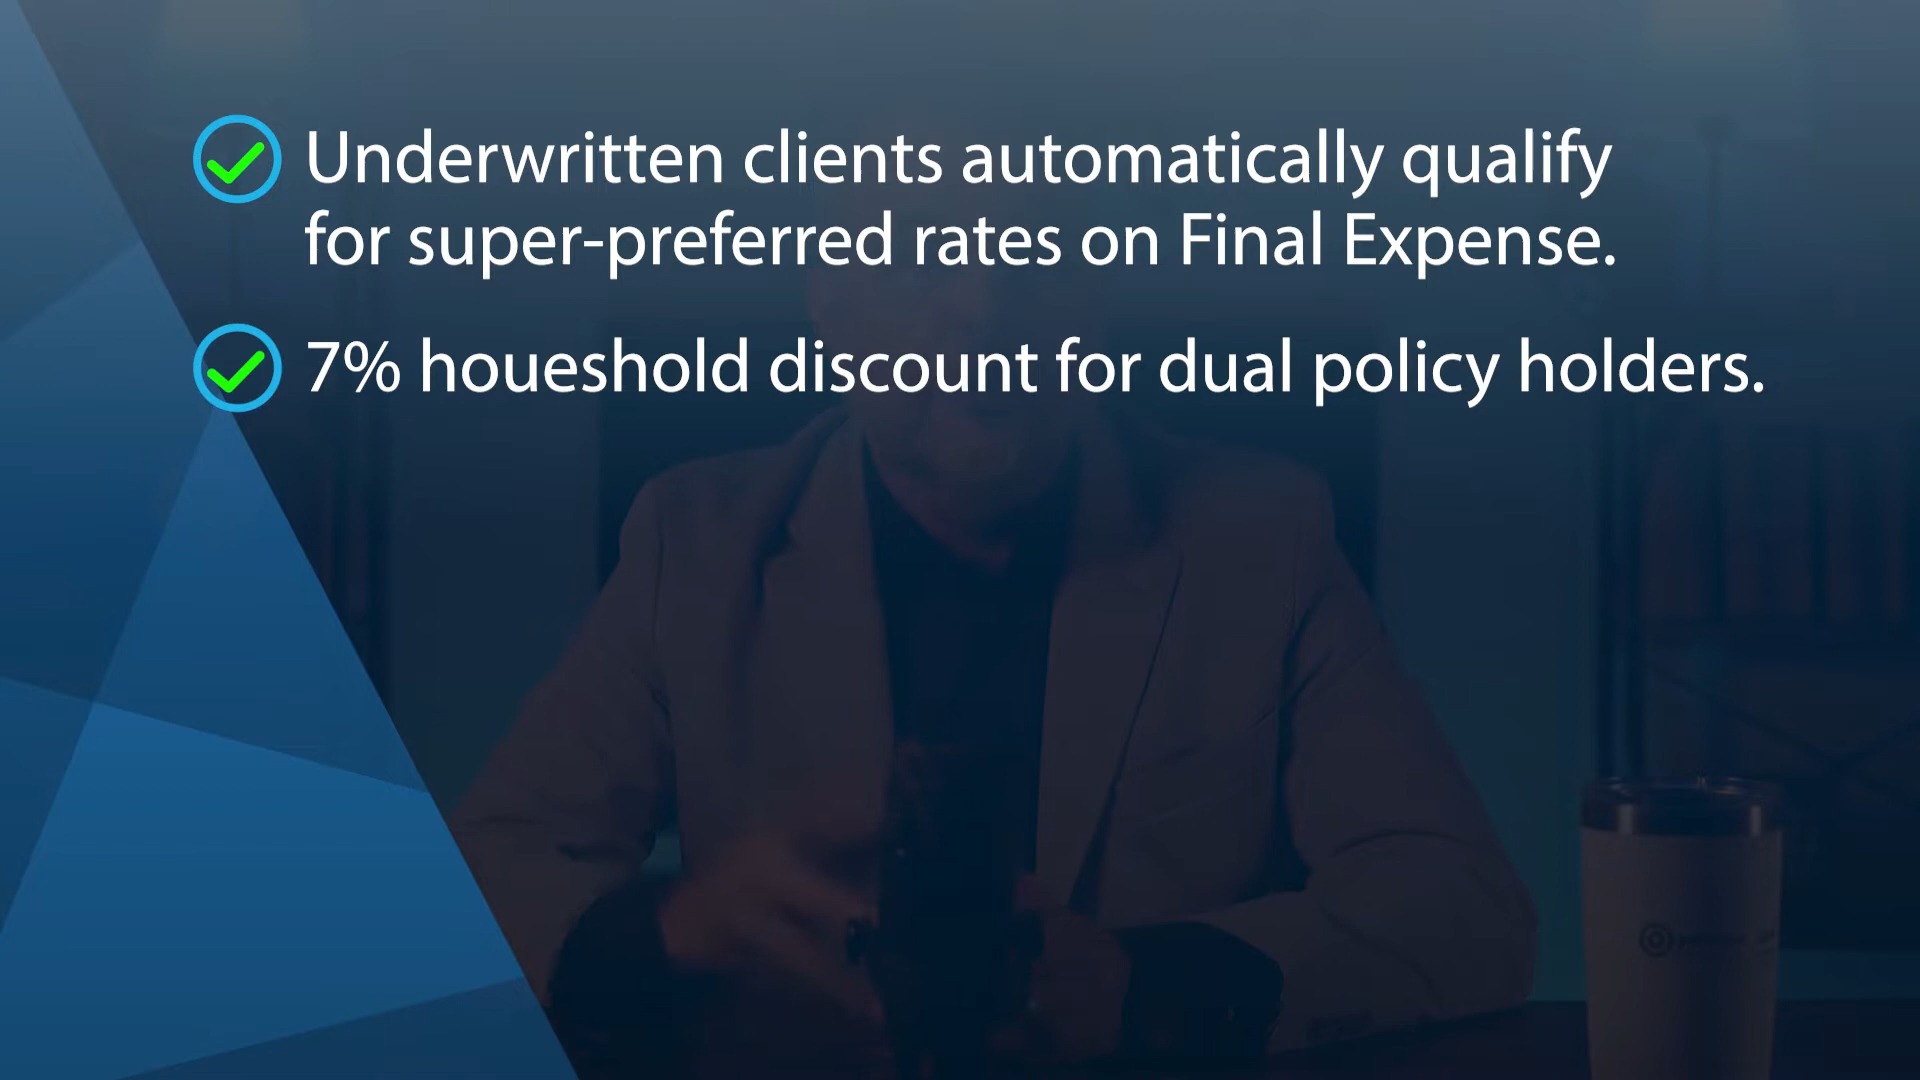 Underwritten clients automatically qualify
for super-preferred rates on Final Expense.
7% houeshold discount for dual policy holders.